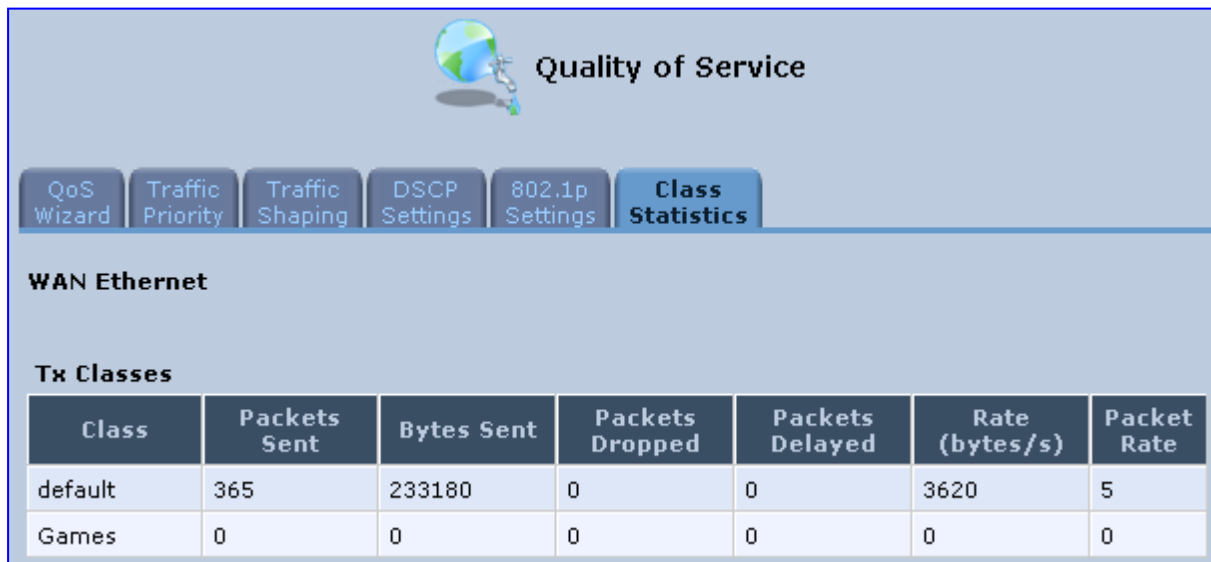 Quality of Service
QoS Wizard Traffic Priority Traffic Shaping DSCP Settings 802.1p Settings Class Statistics
WAN Ethernet
Tx Classes
Class Packets Sent Bytes Sent Packets Dropped Packets Delayed Rate (bytes/s) Packet Rate
default 365 233180 0 0 3620 5
Games 0 0 0 0 0 0